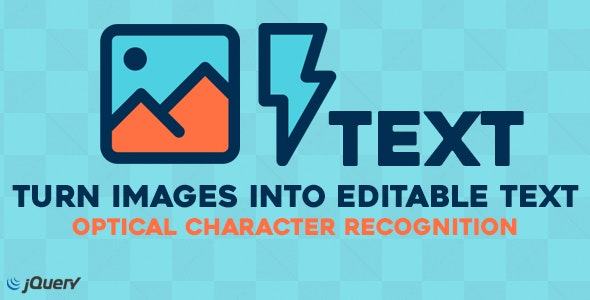 TEXT
TURN IMAGES INTO EDITABLE TEXT
OPTICAL CHARACTER RECOGNITION
jQuery